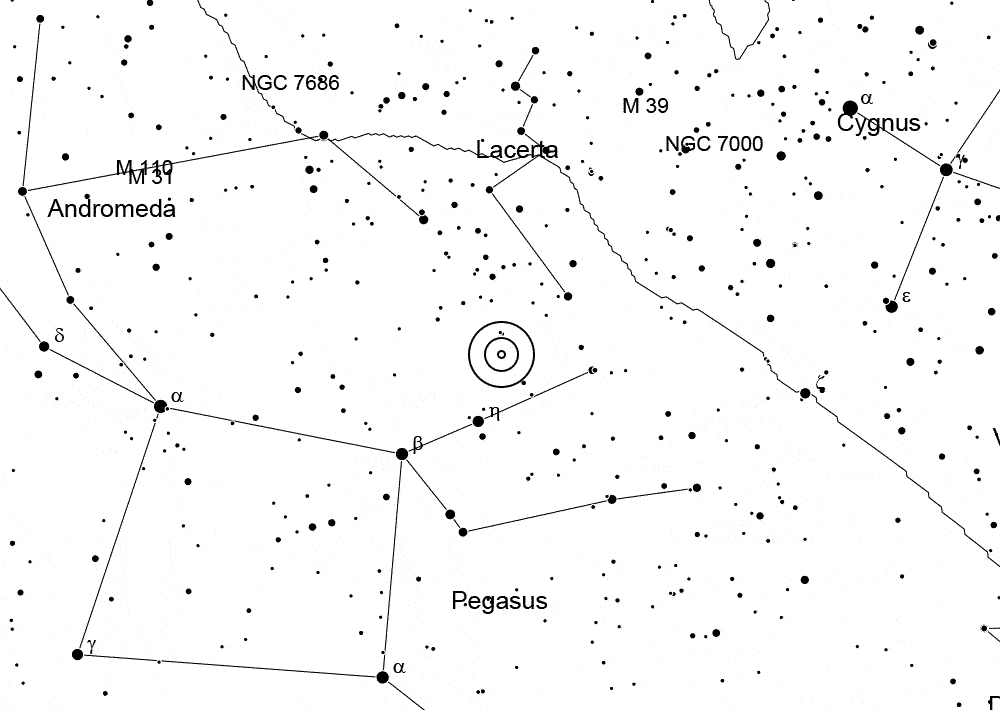 NGC 7686
M 39
α
Cygnus
NGC 7000
Lacerta
γ
M 110
M 31
Andromeda
ε
δ
ζ
α
η
β
Pegasus
γ
α